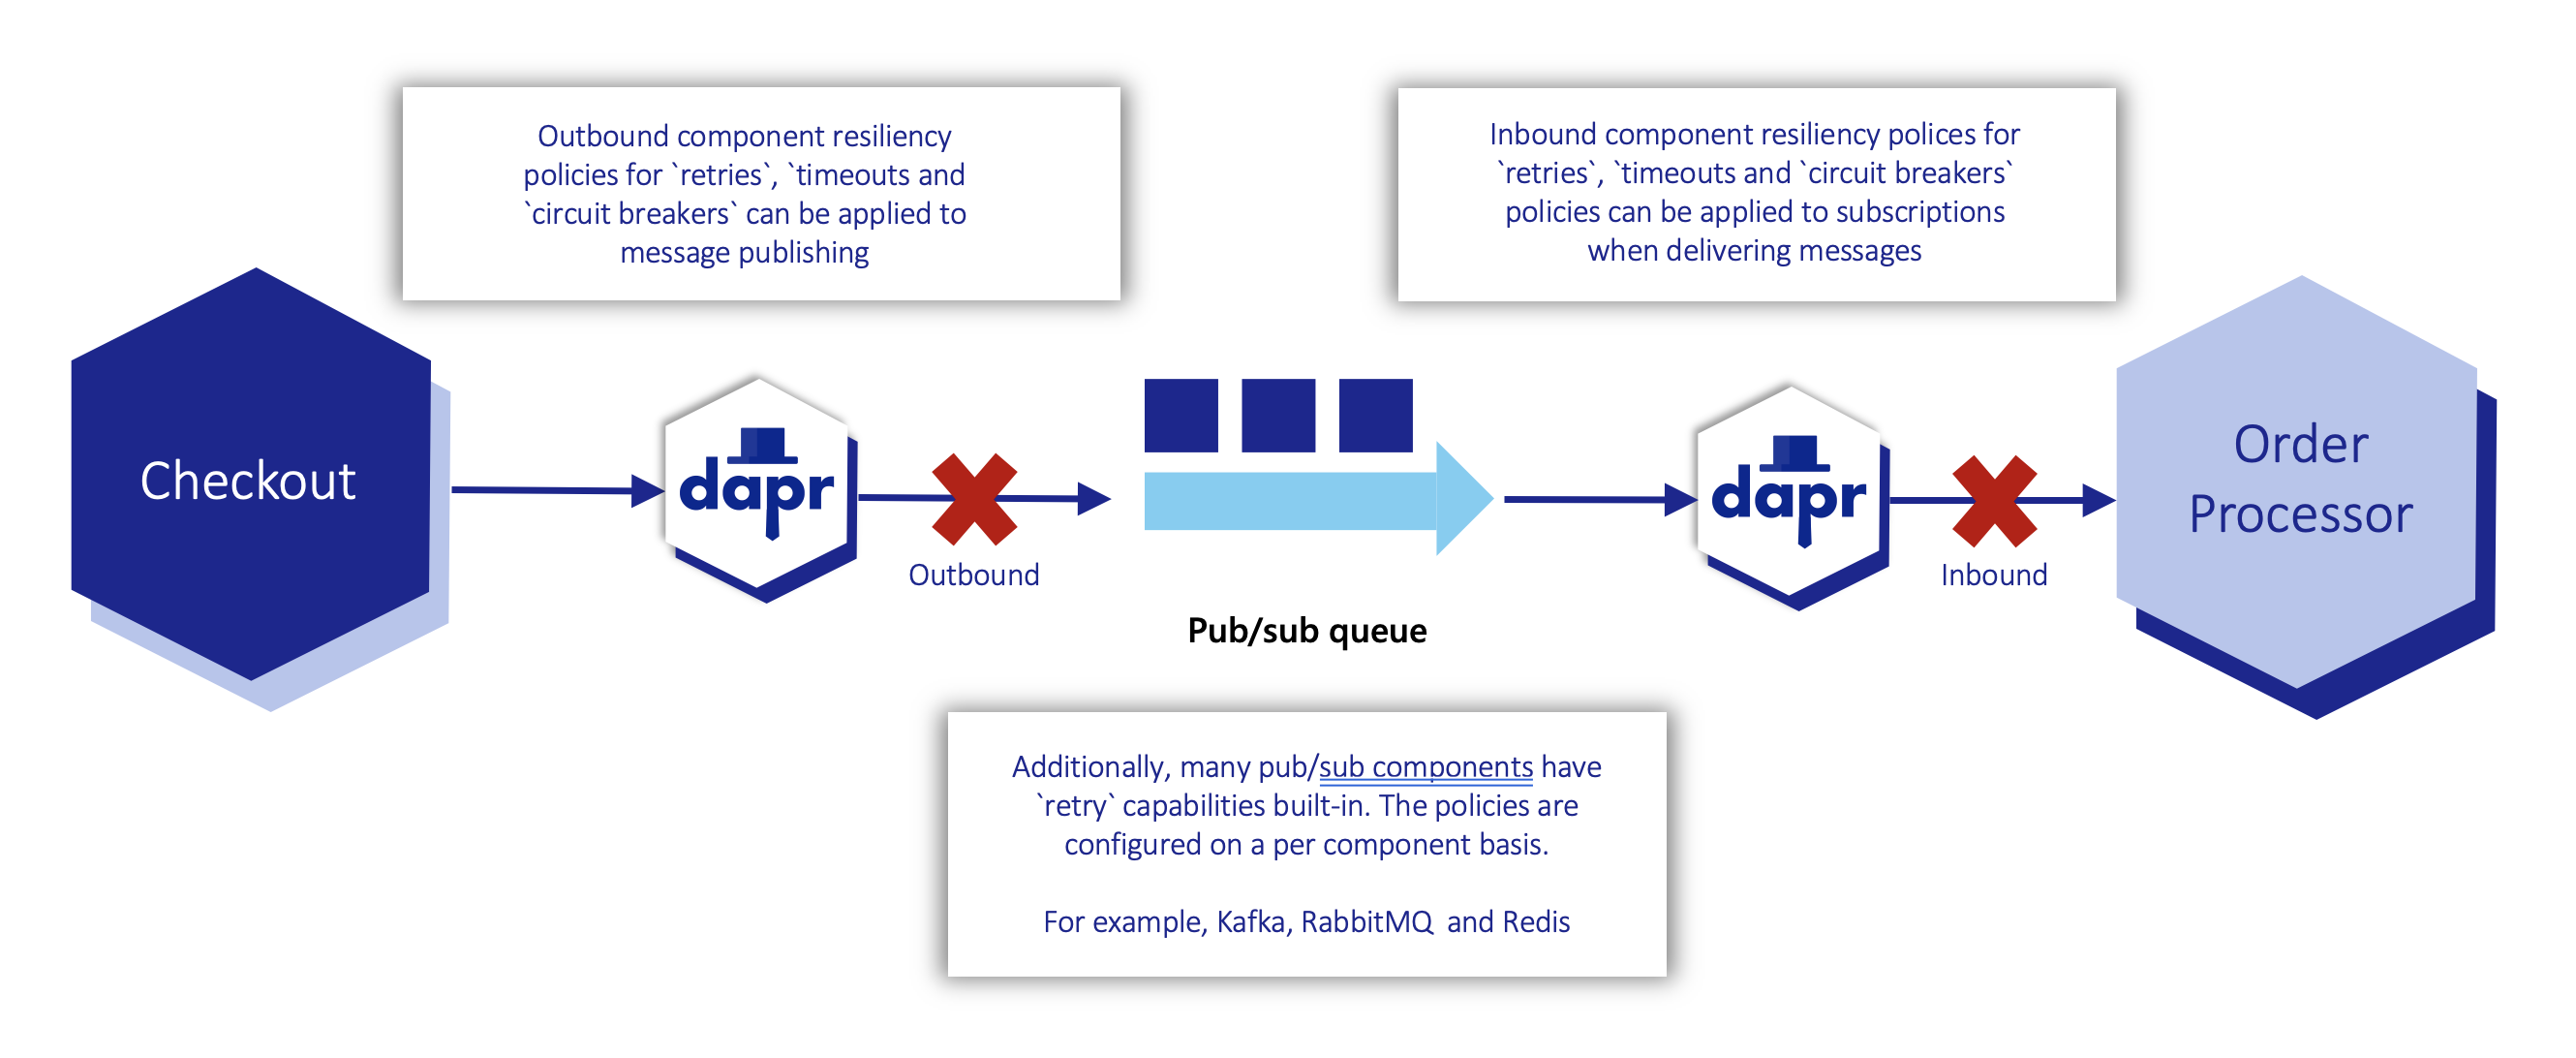 Outbound component resiliency
policies for `retries`, `timeouts and
`circuit breakers` can be applied to
message publishing
Inbound component resiliency polices for
`retries`, `timeouts and `circuit breakers`
policies can be applied to subscriptions
when delivering messages
Checkout
dapr
Outbound
Pub/sub queue
dapr
Inbound
Order
Processor
Additionally, many pub/sub components have
`retry` capabilities built-in. The policies are
configured on a per component basis.
For example, Kafka, RabbitMQ and Redis